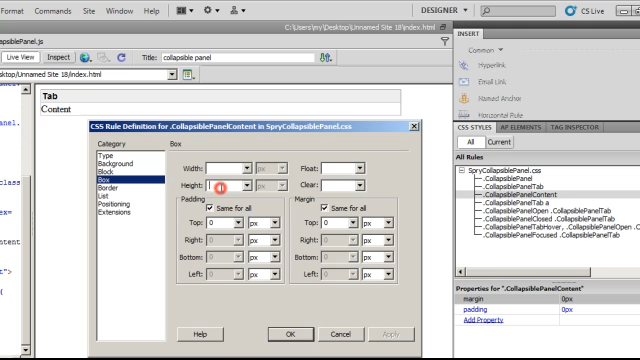 Format Commands Site Window Help DESIGNER CS Live
C:\Users\my\Desktop\Unnamed Site 18\index.html
apsiblePanel.js
Live View Inspect Title: collapsible panel
sktop/Unnamed Site 18/index.html
INSERT
Common
Hyperlink
Email Link
Named Anchor
Horizontal Rule
Tab
Content
anel.
class
ndex=
ntent
t">
(
CSS Rule Definition for .CollapsiblePanelContent in SpryCollapsiblePanel.css
Category
Type
Background
Block
Box
Border
List
Positioning
Extensions
Box
Width: px Float:
Height: px Clear:
Padding Margin
Same for all Same for all
Top: 0 px Top: 0 px
Right: 0 px Right: 0 px
Bottom: 0 px Bottom: 0 px
Left: 0 px Left: 0 px
Help OK Cancel Apply
CSS STYLES AP ELEMENTS TAG INSPECTOR
All Current
All Rules
SpryCollapsiblePanel.css
.CollapsiblePanel
.CollapsiblePanelTab
.CollapsiblePanelContent
.CollapsiblePanelTab a
.CollapsiblePanelOpen .CollapsiblePanelTab
.CollapsiblePanelClosed .CollapsiblePanelTab
.CollapsiblePanelTabHover, .CollapsiblePanelOpen .C
.CollapsiblePanelFocused .CollapsiblePanelTab
Properties for ".CollapsiblePanelContent"
margin 0px
padding 0px
Add Property